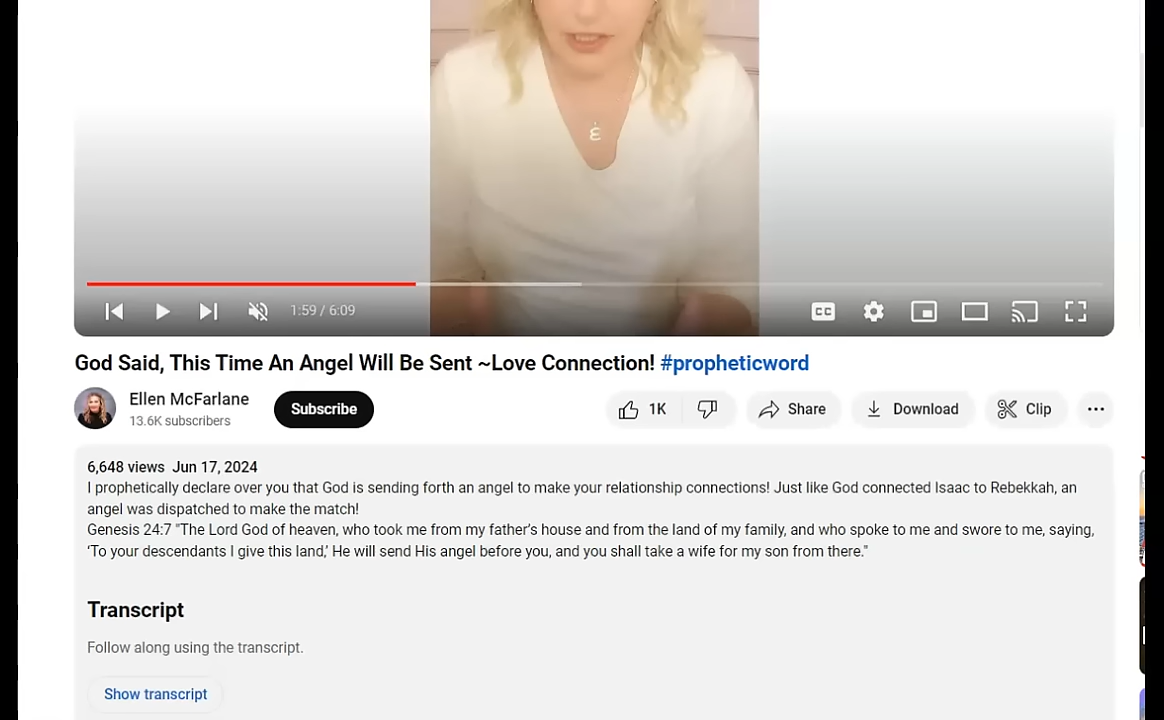 1:59 / 6:09
CC
God Said, This Time An Angel Will Be Sent ~Love Connection! #propheticword
Ellen McFarlane
13.6K subscribers
Subscribe
1K
Share
Download
Clip
6,648 views Jun 17, 2024
I prophetically declare over you that God is sending forth an angel to make your relationship connections! Just like God connected Isaac to Rebekkah, an
angel was dispatched to make the match!
Genesis 24:7 "The Lord God of heaven, who took me from my father’s house and from the land of my family, and who spoke to me and swore to me, saying,
‘To your descendants I give this land,’ He will send His angel before you, and you shall take a wife for my son from there."
Transcript
Follow along using the transcript.
Show transcript